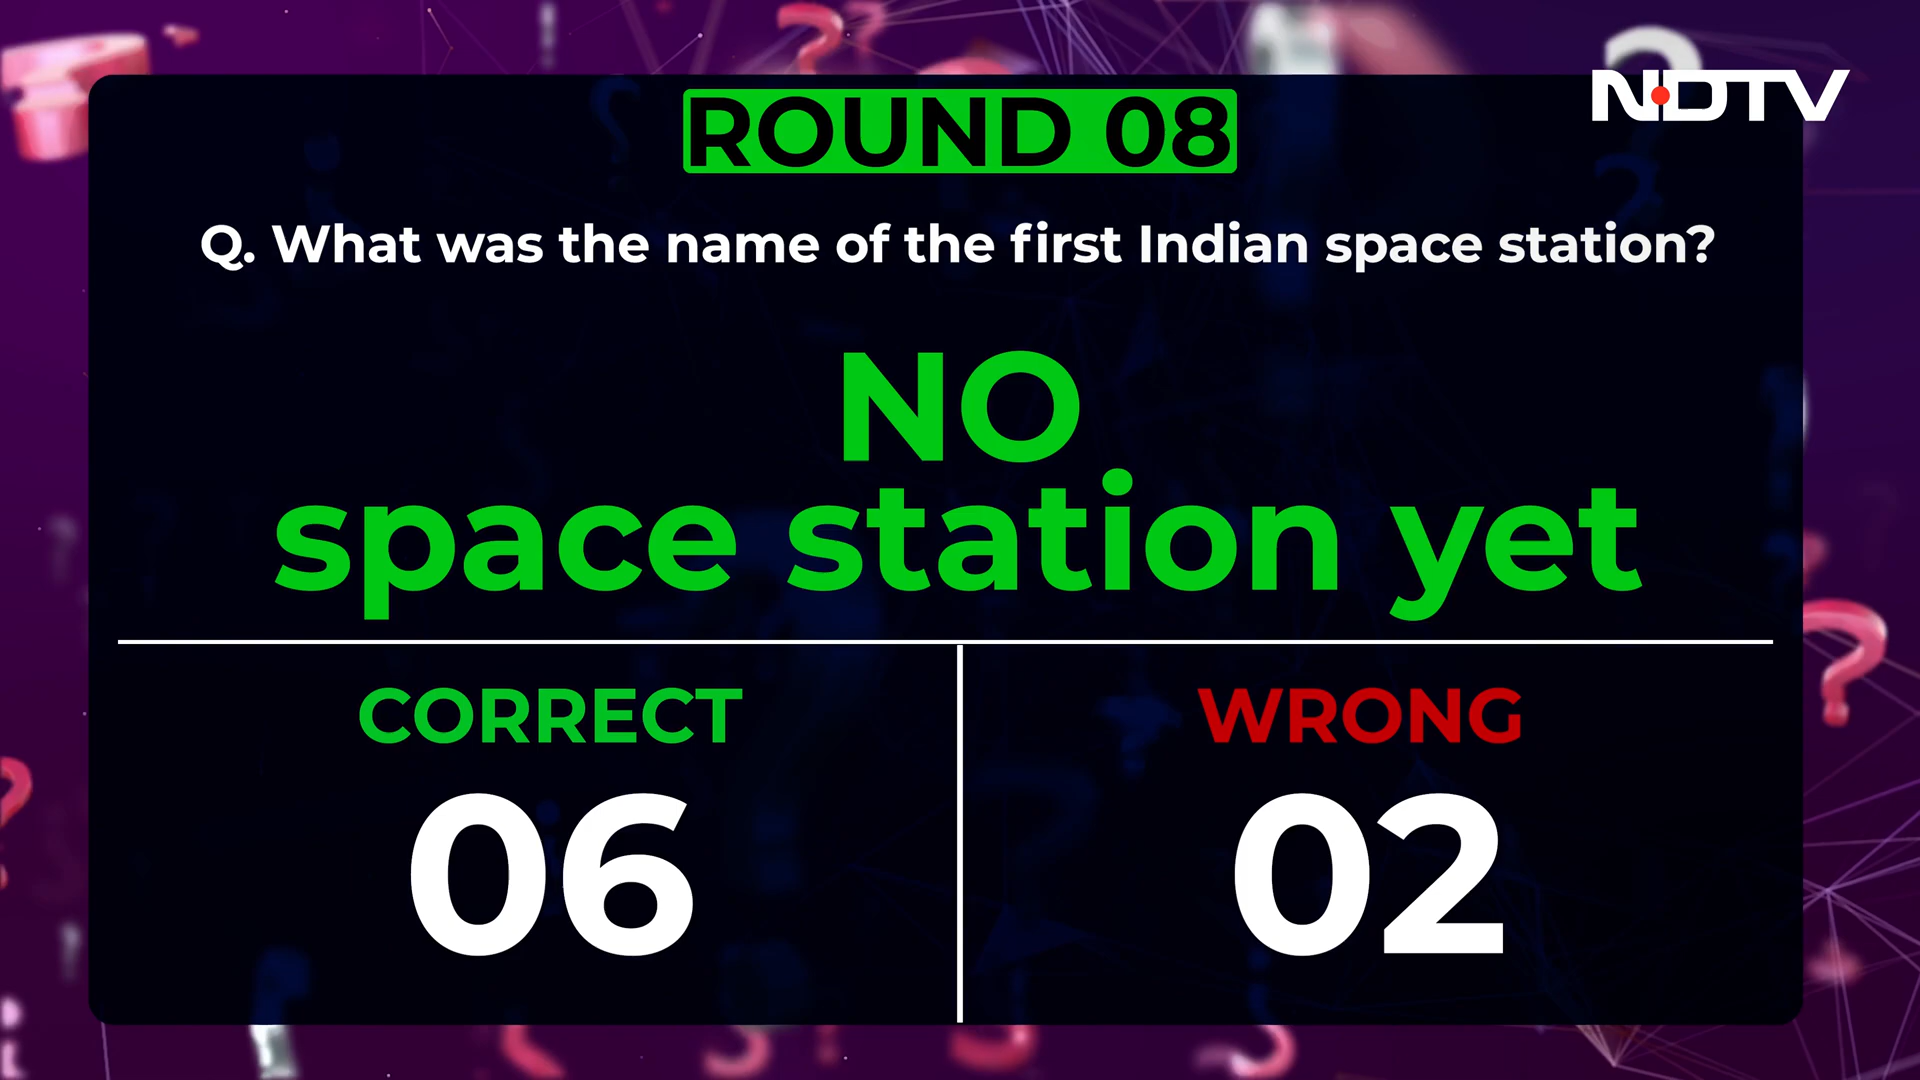 NDTV
ROUND 08
Q. What was the name of the first Indian space station?
NO
space station yet
CORRECT
WRONG
06
02